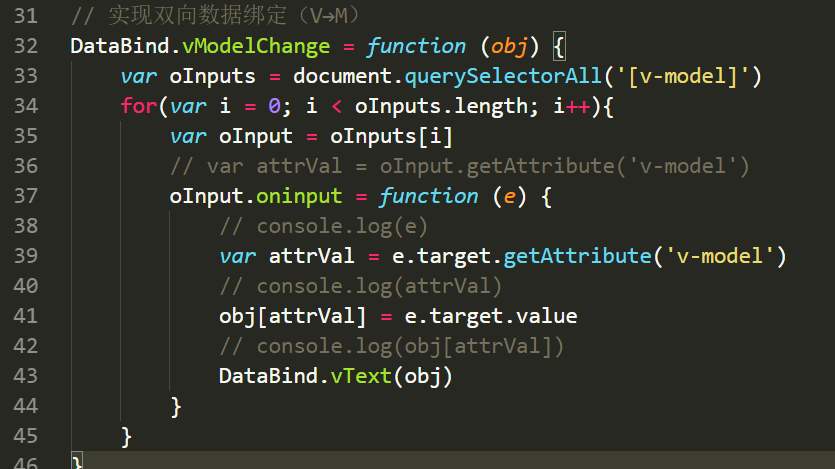 31 // 实现双向数据绑定（V→M）
32 DataBind.vModelChange = function (obj) {
33 var oInputs = document.querySelectorAll('[v-model]')
34 for(var i = 0; i < oInputs.length; i++){
35 var oInput = oInputs[i]
36 // var attrVal = oInput.getAttribute('v-model')
37 oInput.oninput = function (e) {
38 // console.log(e)
39 var attrVal = e.target.getAttribute('v-model')
40 // console.log(attrVal)
41 obj[attrVal] = e.target.value
42 // console.log(obj[attrVal])
43 DataBind.vText(obj)
44 }
45 }
46 }